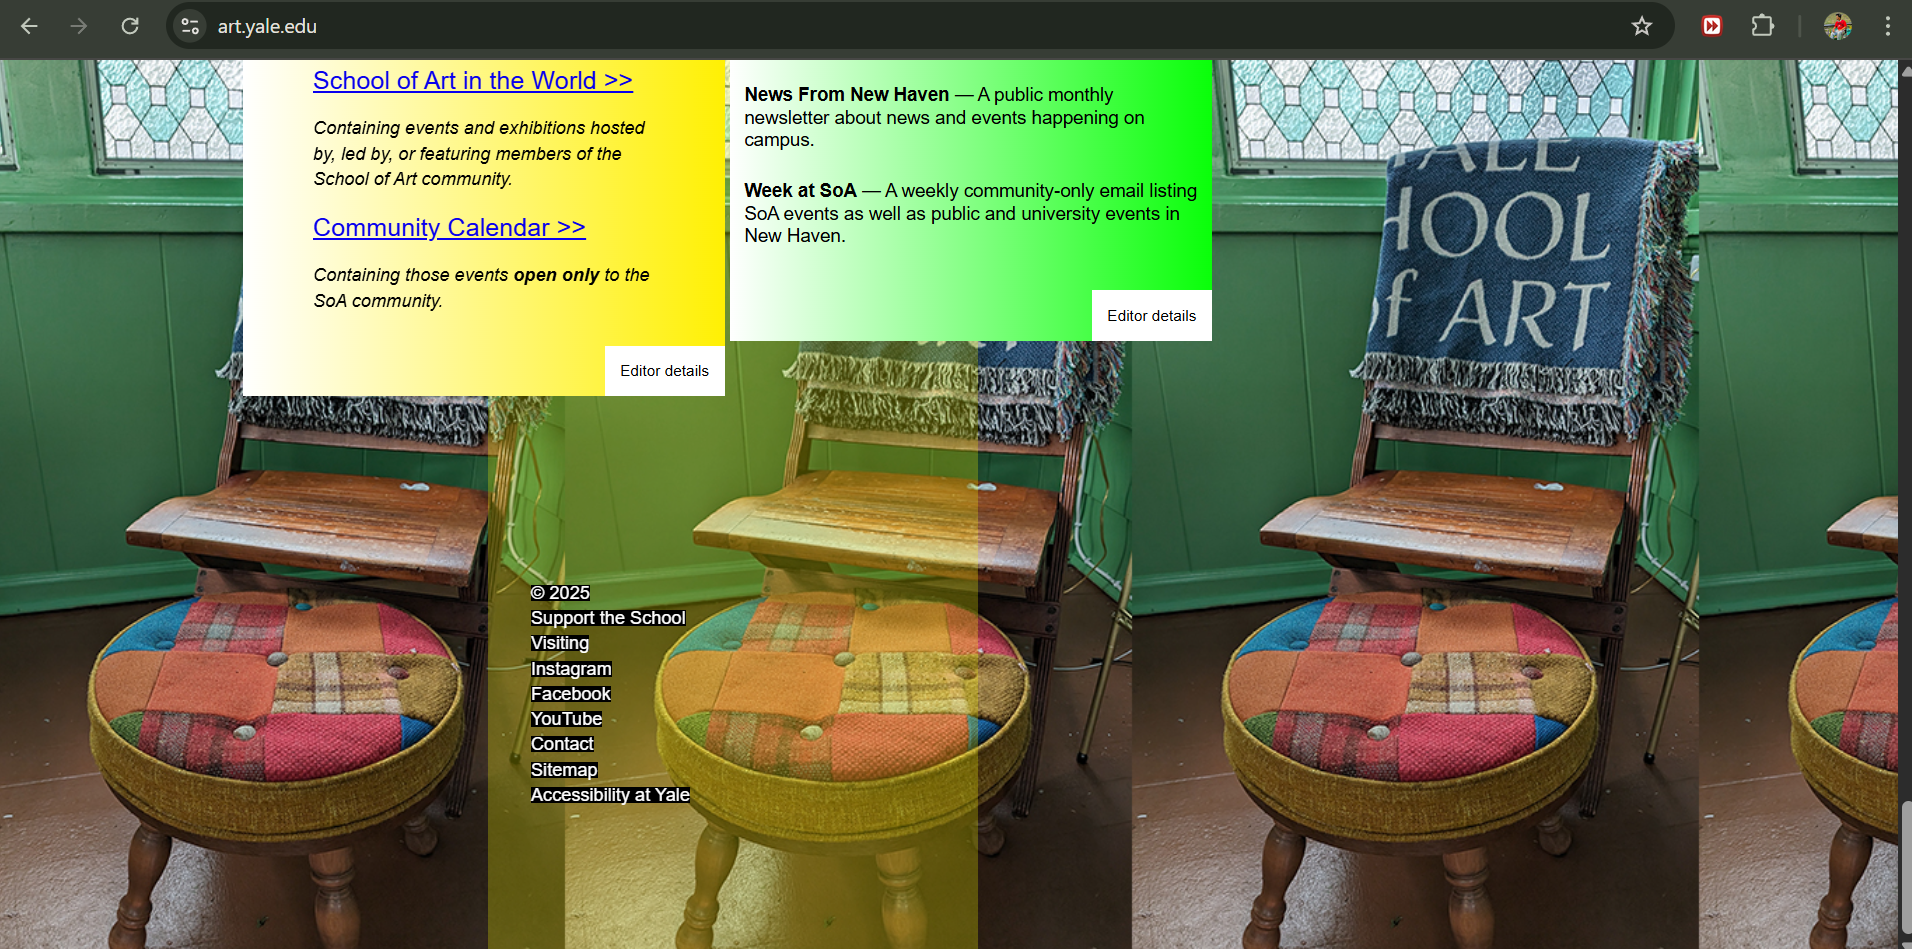 art.yale.edu
School of Art in the World >>
Containing events and exhibitions hosted
by, led by, or featuring members of the
School of Art community.
Community Calendar >>
Containing those events open only to the
SoA community.
Editor details
News From New Haven — A public monthly
newsletter about news and events happening on
campus.
Week at SoA — A weekly community-only email listing
SoA events as well as public and university events in
New Haven.
Editor details
YALE
HOOL
of ART
© 2025
Support the School
Visiting
Instagram
Facebook
YouTube
Contact
Sitemap
Accessibility at Yale